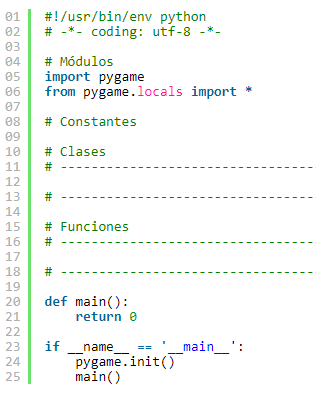 01 #!/usr/bin/env python
02 # -*- coding: utf-8 -*-
03
04 # Módulos
05 import pygame
06 from pygame.locals import *
07
08 # Constantes
09
10 # Clases
11 # ---------------------------------
12
13 # ---------------------------------
14
15 # Funciones
16 # ---------------------------------
17
18 # ---------------------------------
19
20 def main():
21     return 0
22
23 if __name__ == '__main__':
24     pygame.init()
25     main()